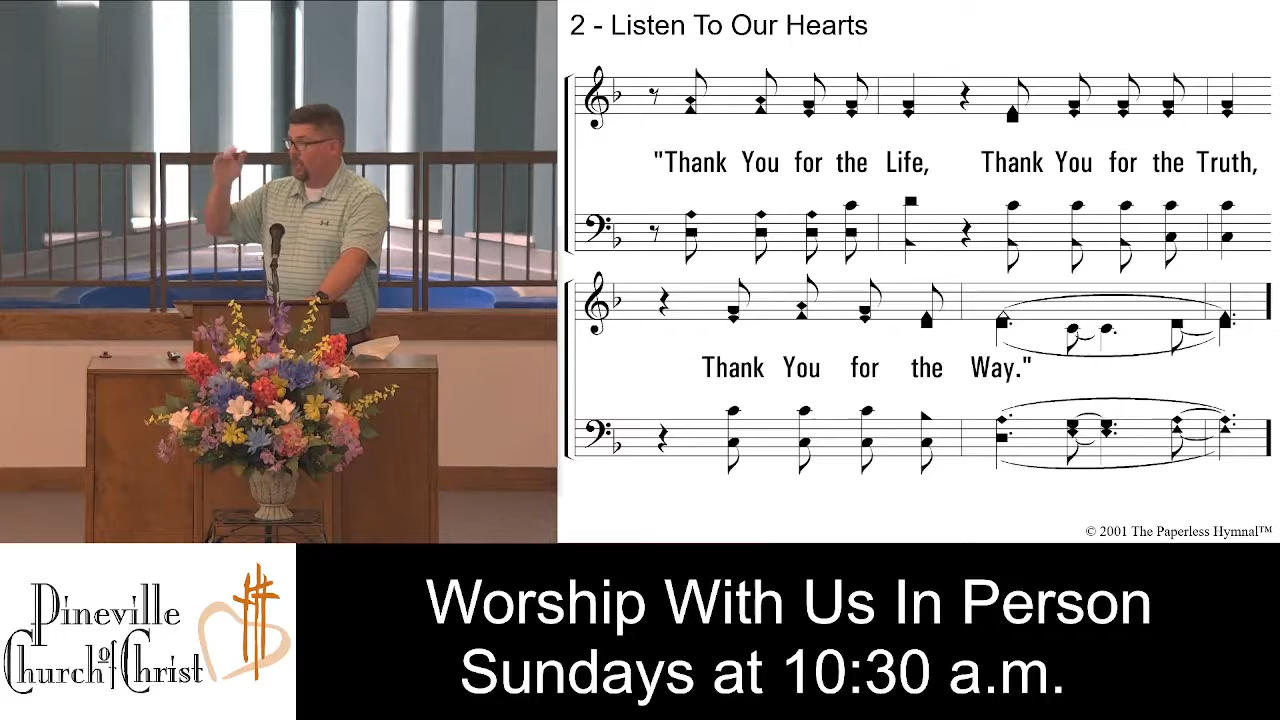 2 - Listen To Our Hearts
"Thank You for the Life, Thank You for the Truth,
Thank You for the Way."
© 2001 The Paperless Hymnal™
Pineville
Church of Christ
Worship With Us In Person
Sundays at 10:30 a.m.